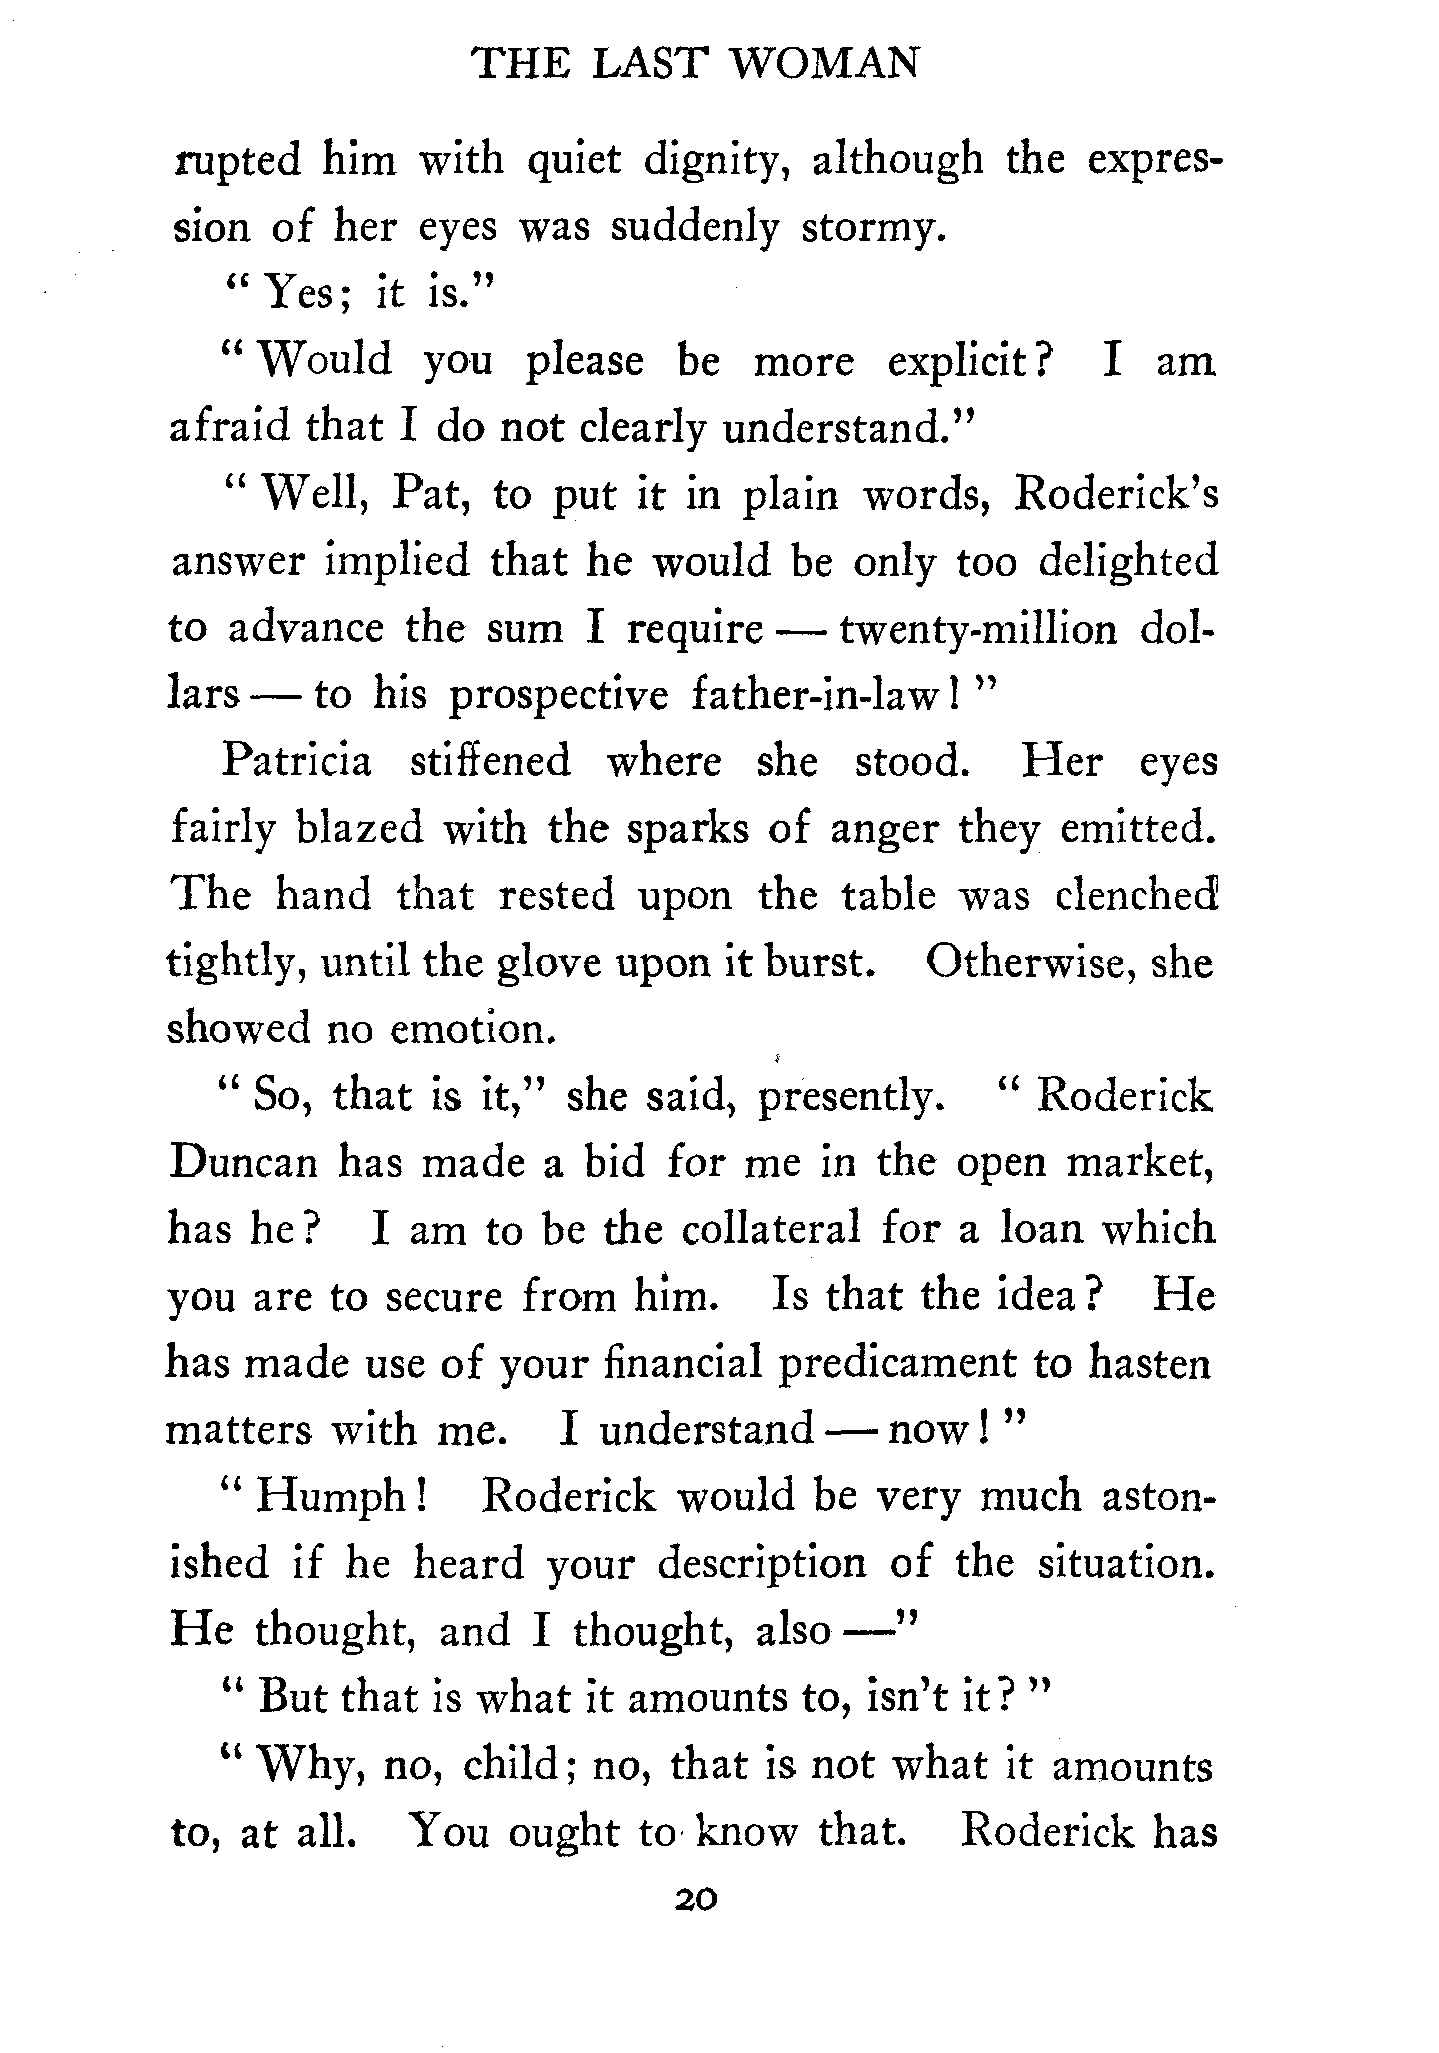 THE LAST WOMAN
rupted him with quiet dignity, although the expres-
sion of her eyes was suddenly stormy.
" Yes; it is."
" Would you please be more explicit? I am
afraid that I do not clearly understand."
" Well, Pat, to put it in plain words, Roderick's
answer implied that he would be only too delighted
to advance the sum I require — twenty-million dol-
lars — to his prospective father-in-law! "
Patricia stiffened where she stood. Her eyes
fairly blazed with the sparks of anger they emitted.
The hand that rested upon the table was clenched
tightly, until the glove upon it burst. Otherwise, she
showed no emotion.
" So, that is it," she said, presently. " Roderick
Duncan has made a bid for me in the open market,
has he? I am to be the collateral for a loan which
you are to secure from him. Is that the idea? He
has made use of your financial predicament to hasten
matters with me. I understand — now! "
" Humph! Roderick would be very much aston-
ished if he heard your description of the situation.
He thought, and I thought, also —"
" But that is what it amounts to, isn't it? "
" Why, no, child; no, that is not what it amounts
to, at all. You ought to know that. Roderick has
20